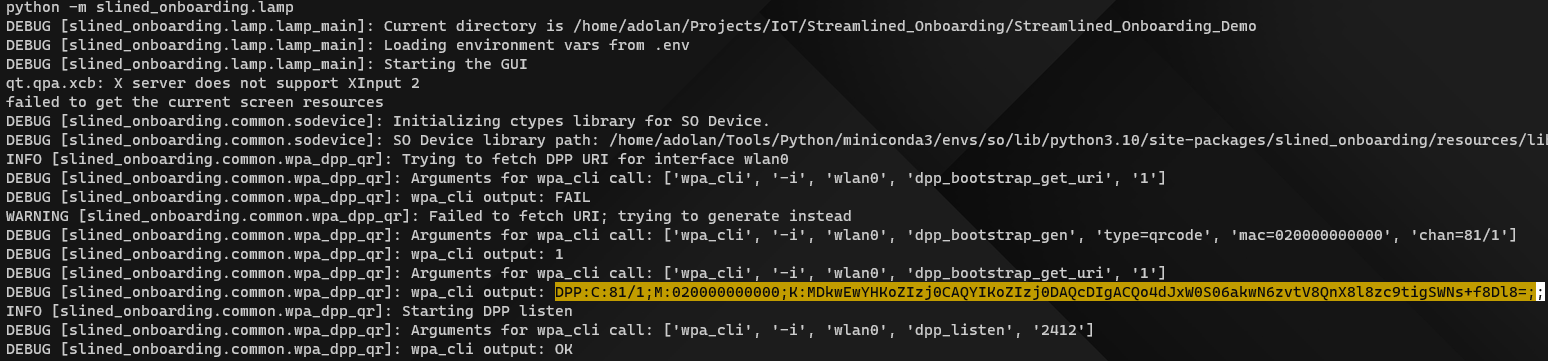 python -m slined_onboarding.lamp
DEBUG [slined_onboarding.lamp.lamp_main]: Current directory is /home/adolan/Projects/IoT/Streamlined_Onboarding/Streamlined_Onboarding_Demo
DEBUG [slined_onboarding.lamp.lamp_main]: Loading environment vars from .env
DEBUG [slined_onboarding.lamp.lamp_main]: Starting the GUI
qt.qpa.xcb: X server does not support XInput 2
failed to get the current screen resources
DEBUG [slined_onboarding.common.sodevice]: Initializing ctypes library for SO Device.
DEBUG [slined_onboarding.common.sodevice]: SO Device library path: /home/adolan/Tools/Python/miniconda3/envs/so/lib/python3.10/site-packages/slined_onboarding/resources/lib
INFO [slined_onboarding.common.wpa_dpp_qr]: Trying to fetch DPP URI for interface wlan0
DEBUG [slined_onboarding.common.wpa_dpp_qr]: Arguments for wpa_cli call: ['wpa_cli', '-i', 'wlan0', 'dpp_bootstrap_get_uri', '1']
DEBUG [slined_onboarding.common.wpa_dpp_qr]: wpa_cli output: FAIL
WARNING [slined_onboarding.common.wpa_dpp_qr]: Failed to fetch URI; trying to generate instead
DEBUG [slined_onboarding.common.wpa_dpp_qr]: Arguments for wpa_cli call: ['wpa_cli', '-i', 'wlan0', 'dpp_bootstrap_gen', 'type=qrcode', 'mac=020000000000', 'chan=81/1']
DEBUG [slined_onboarding.common.wpa_dpp_qr]: wpa_cli output: 1
DEBUG [slined_onboarding.common.wpa_dpp_qr]: Arguments for wpa_cli call: ['wpa_cli', '-i', 'wlan0', 'dpp_bootstrap_get_uri', '1']
DEBUG [slined_onboarding.common.wpa_dpp_qr]: wpa_cli output: DPP:C:81/1;M:020000000000;K:MDkwEwYHKoZIzj0CAQYIKoZIzj0DAQcDIgACQo4dJxW0S06akwN6zvtV8QnX8l8zc9tigSWNs+f8Dl8=;;
INFO [slined_onboarding.common.wpa_dpp_qr]: Starting DPP listen
DEBUG [slined_onboarding.common.wpa_dpp_qr]: Arguments for wpa_cli call: ['wpa_cli', '-i', 'wlan0', 'dpp_listen', '2412']
DEBUG [slined_onboarding.common.wpa_dpp_qr]: wpa_cli output: OK